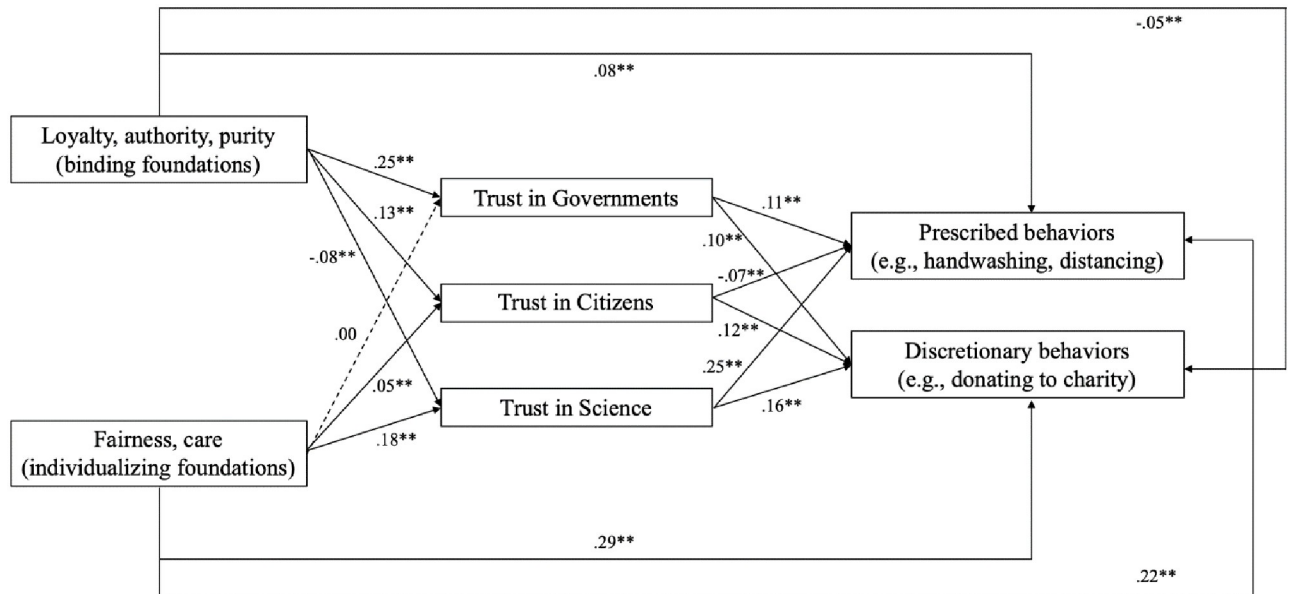 -.05**
.08**
Loyalty, authority, purity
(binding foundations)
.25**
.13**
-.08**
Trust in Governments
.11**
.10**
Prescribed behaviors
(e.g., handwashing, distancing)
-.07**
Trust in Citizens
.12**
.00
.05**
.25**
Discretionary behaviors
(e.g., donating to charity)
Trust in Science
.16**
.18**
Fairness, care
(individualizing foundations)
.29**
.22**